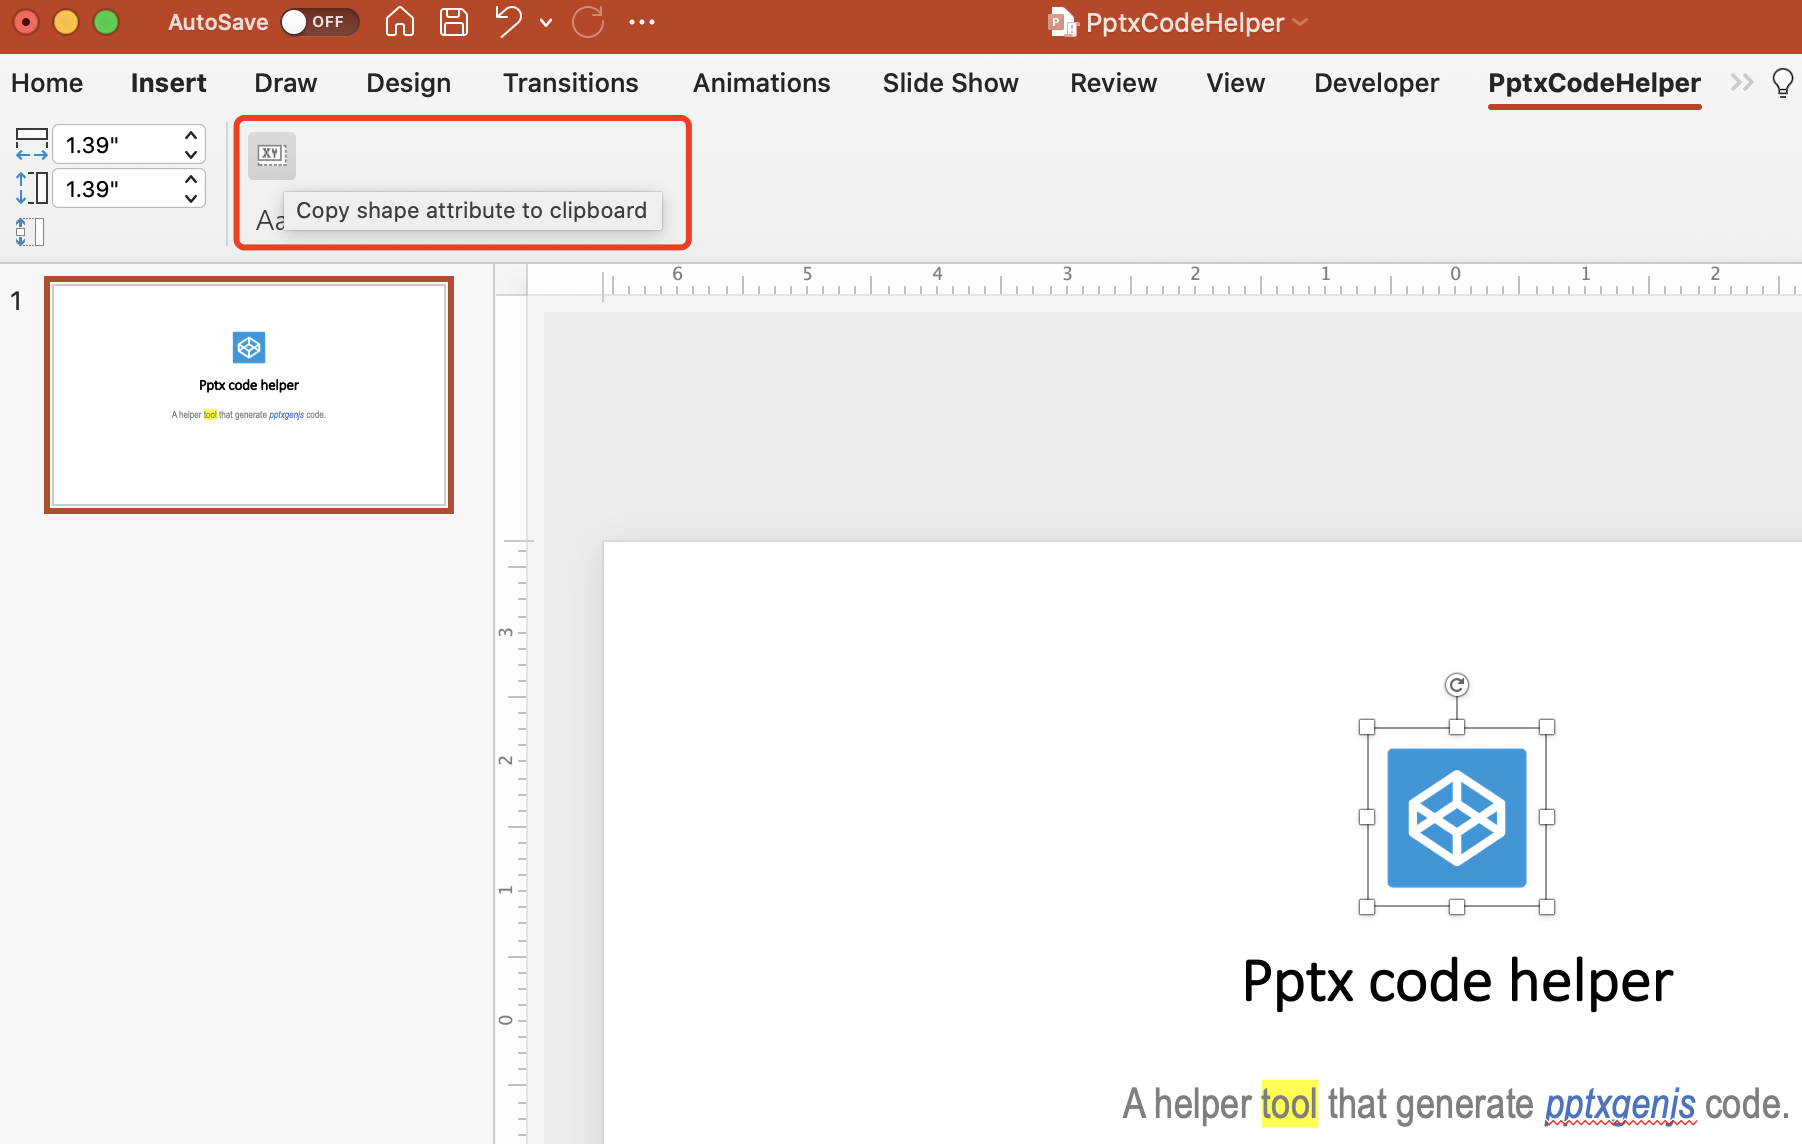 AutoSave OFF PptxCodeHelper
Home Insert Draw Design Transitions Animations Slide Show Review View Developer PptxCodeHelper
1.39"
XY
1.39"
Copy shape attribute to clipboard
Aa
6 5 4 3 2 1 0 1 2
1
Pptx code helper
A helper tool that generate pptxgenjs code.
3
2
1
0
Pptx code helper
A helper tool that generate pptxgenjs code.